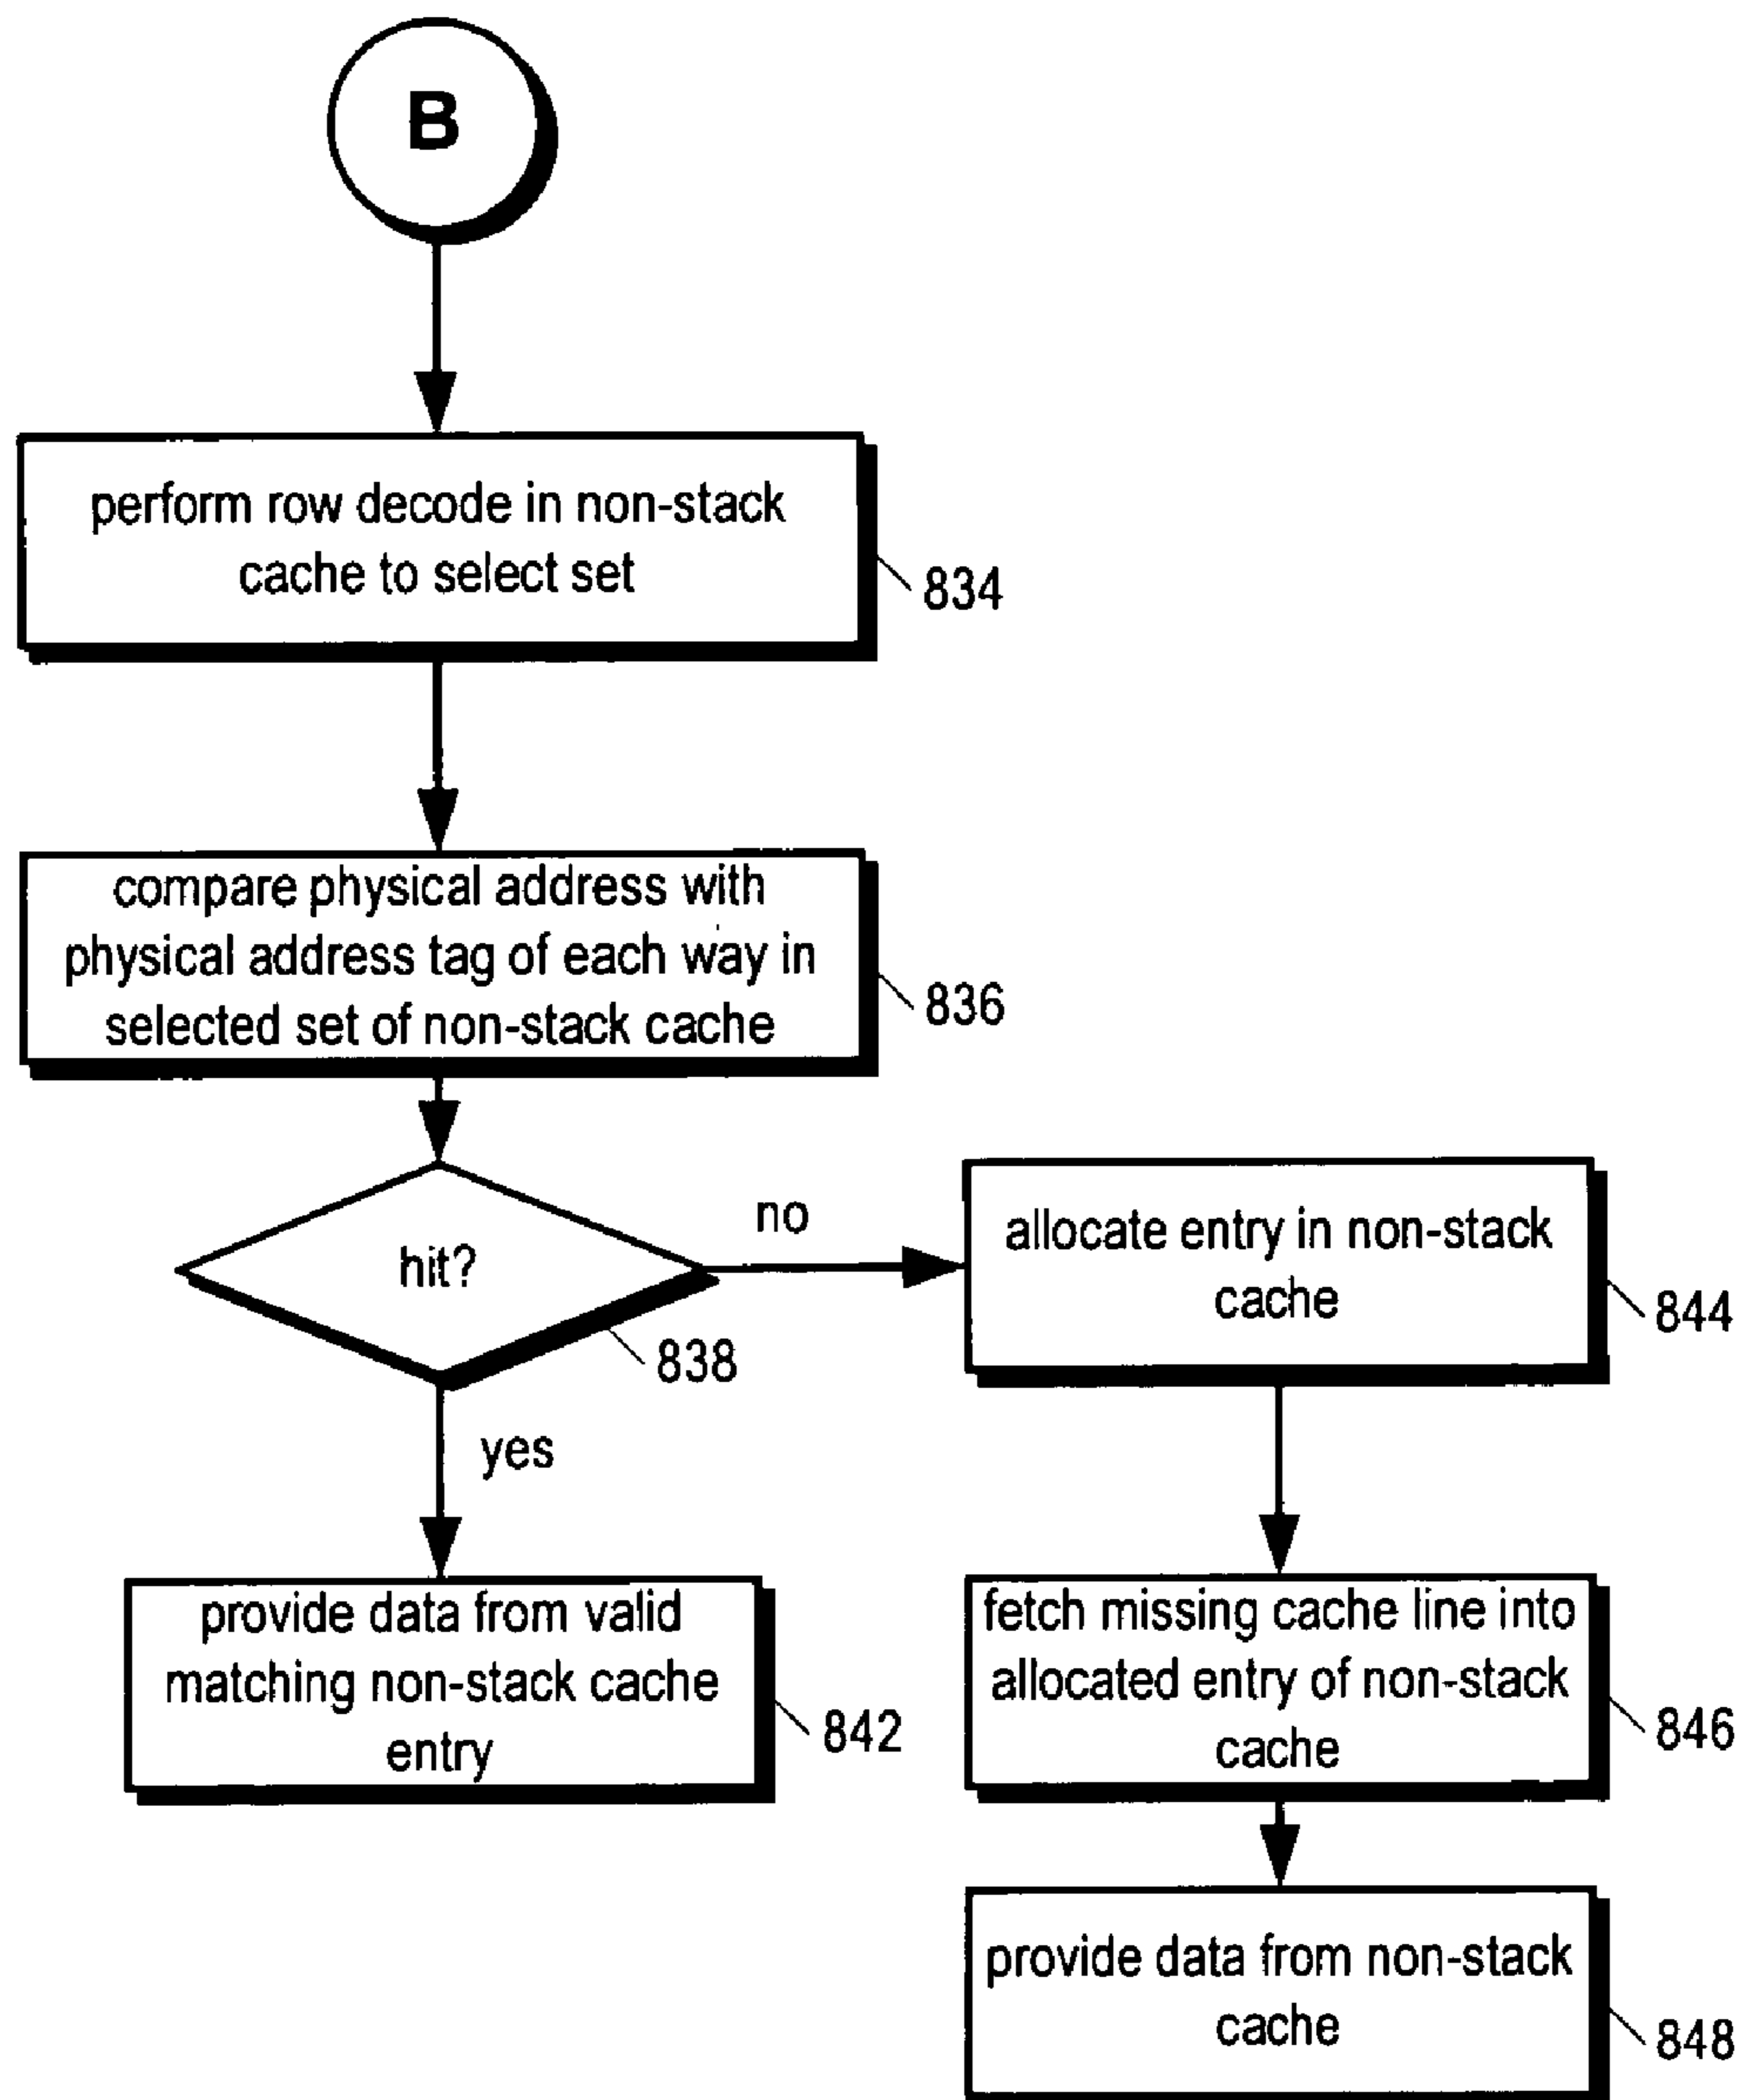 B
perform row decode in non-stack
cache to select set
834
compare physical address with
physical address tag of each way in
selected set of non-stack cache
836
hit?
838
no
yes
allocate entry in non-stack
cache
844
provide data from valid
matching non-stack cache
entry
842
fetch missing cache line into
allocated entry of non-stack
cache
846
provide data from non-stack
cache
848